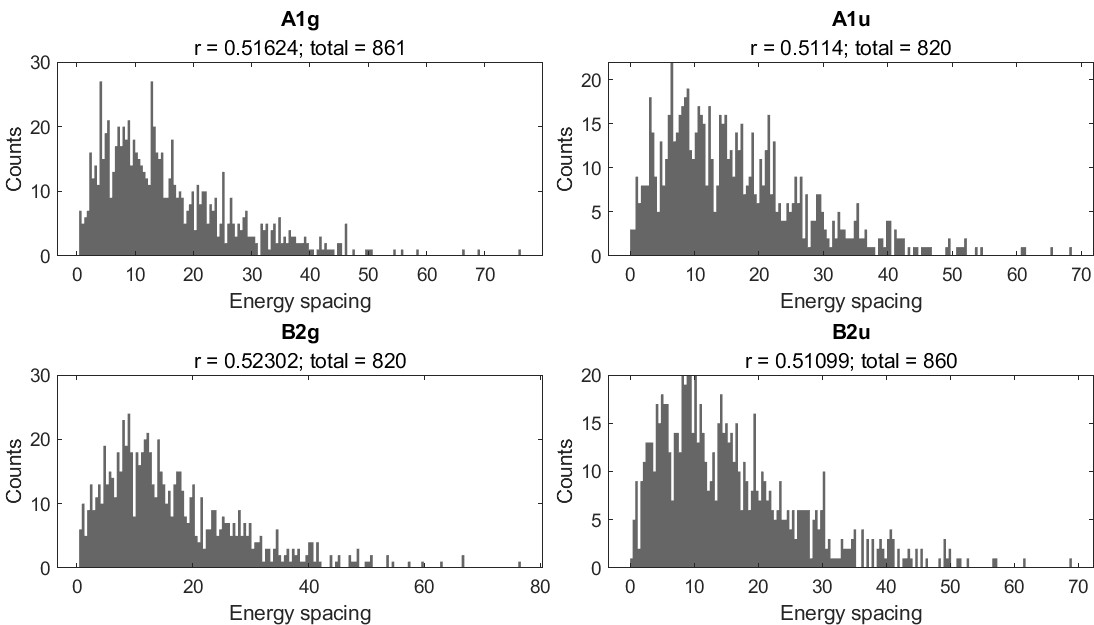 A1g
r = 0.51624; total = 861
30
20
10
0
Counts
0 10 20 30 40 50 60 70
Energy spacing
A1u
r = 0.5114; total = 820
20
15
10
5
0
Counts
0 10 20 30 40 50 60 70
Energy spacing
B2g
r = 0.52302; total = 820
30
20
10
0
Counts
0 20 40 60 80
Energy spacing
B2u
r = 0.51099; total = 860
20
15
10
5
0
Counts
0 10 20 30 40 50 60 70
Energy spacing